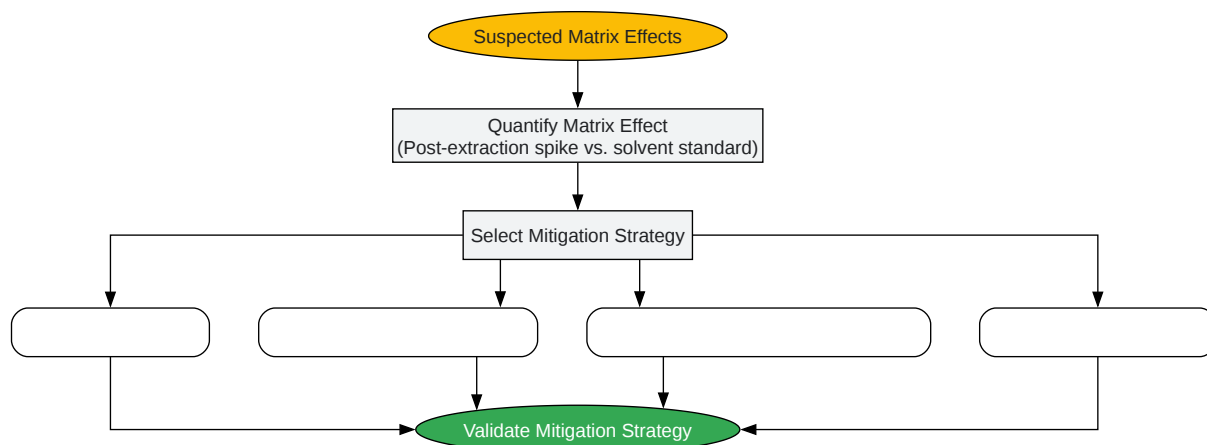 Suspected Matrix Effects
Quantify Matrix Effect
(Post-extraction spike vs. solvent standard)
Select Mitigation Strategy
Validate Mitigation Strategy